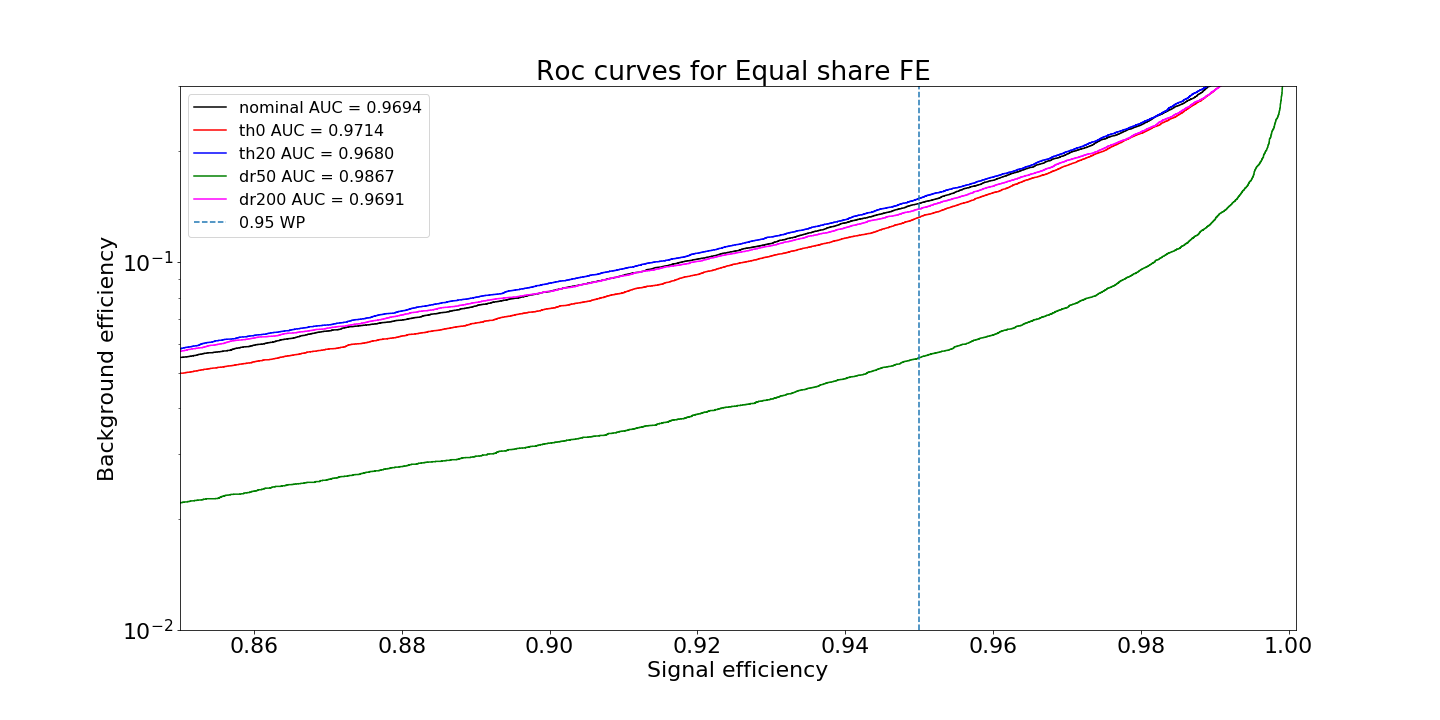 Roc curves for Equal share FE
nominal AUC = 0.9694
th0 AUC = 0.9714
th20 AUC = 0.9680
dr50 AUC = 0.9867
dr200 AUC = 0.9691
0.95 WP
Background efficiency
10⁻¹
10⁻²
0.86 0.88 0.90 0.92 0.94 0.96 0.98 1.00
Signal efficiency